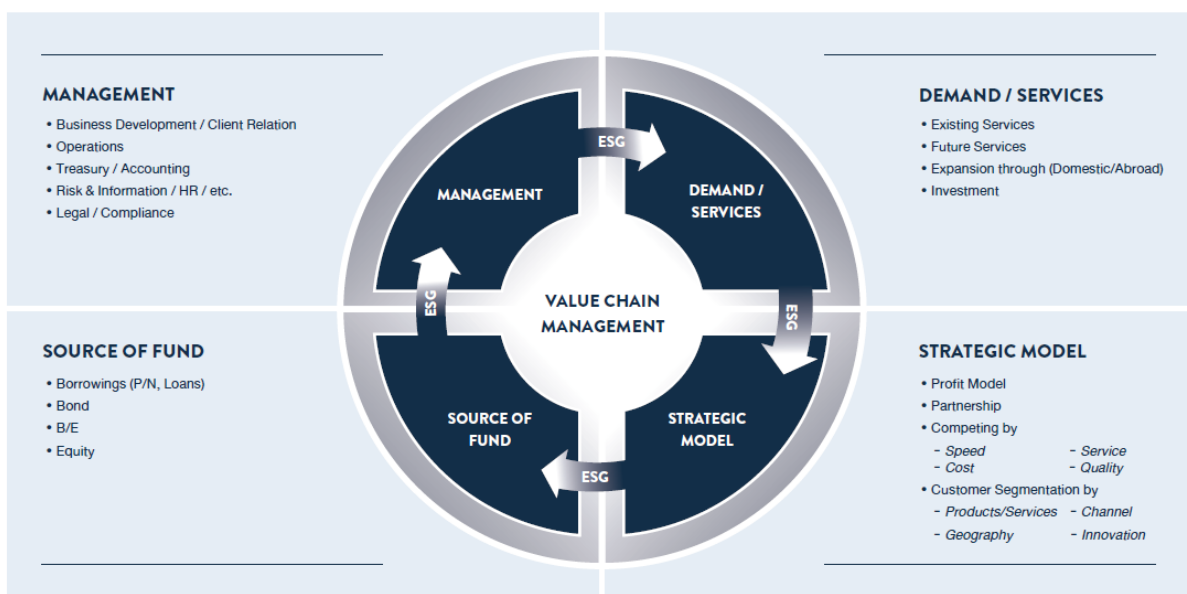 MANAGEMENT
• Business Development / Client Relation
• Operations
• Treasury / Accounting
• Risk & Information / HR / etc.
• Legal / Compliance
DEMAND / SERVICES
• Existing Services
• Future Services
• Expansion through (Domestic/Abroad)
• Investment
MANAGEMENT
ESG
DEMAND /
SERVICES
ESG
VALUE CHAIN
MANAGEMENT
ESG
SOURCE OF
FUND
ESG
STRATEGIC
MODEL
SOURCE OF FUND
• Borrowings (P/N, Loans)
• Bond
• B/E
• Equity
STRATEGIC MODEL
• Profit Model
• Partnership
• Competing by
- Speed - Service
- Cost - Quality
• Customer Segmentation by
- Products/Services - Channel
- Geography - Innovation